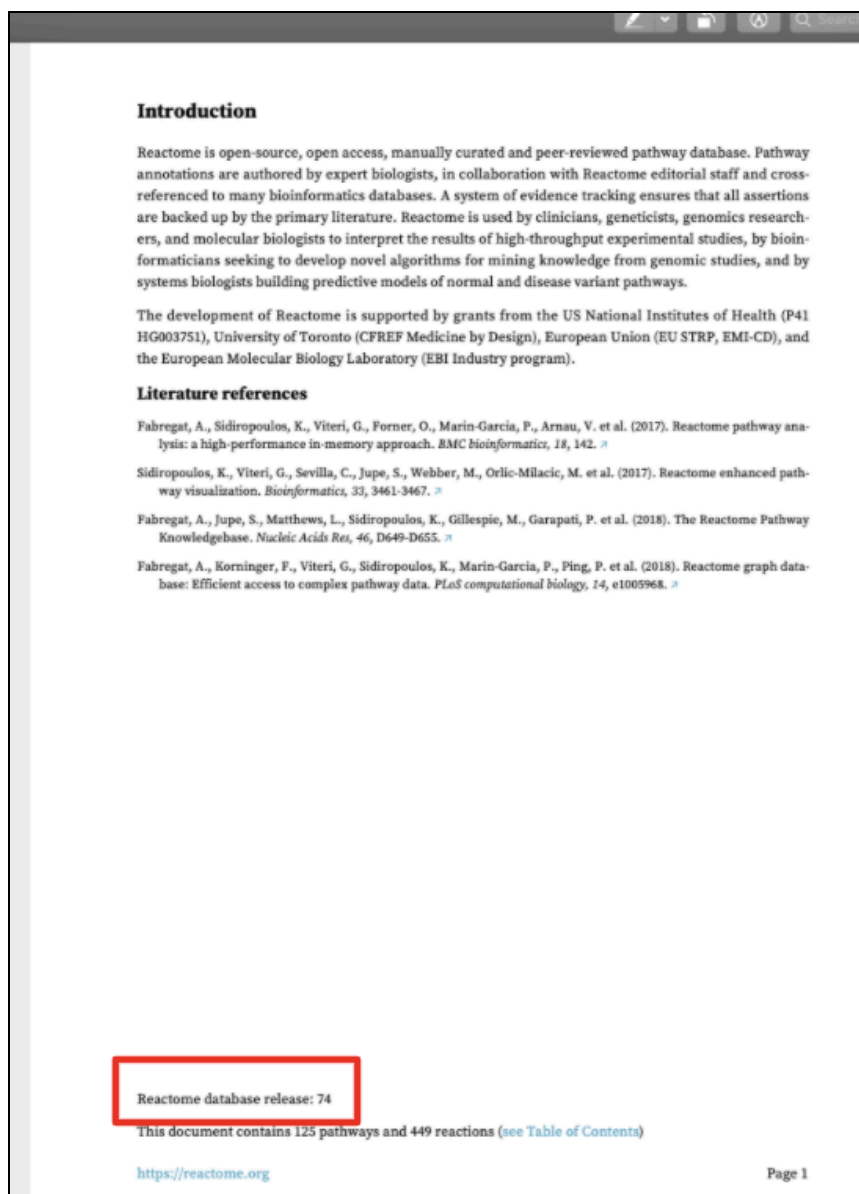 Search
Introduction
Reactome is open-source, open access, manually curated and peer-reviewed pathway database. Pathway
annotations are authored by expert biologists, in collaboration with Reactome editorial staff and cross-
referenced to many bioinformatics databases. A system of evidence tracking ensures that all assertions
are backed up by the primary literature. Reactome is used by clinicians, geneticists, genomics research-
ers, and molecular biologists to interpret the results of high-throughput experimental studies, by bioin-
formaticians seeking to develop novel algorithms for mining knowledge from genomic studies, and by
systems biologists building predictive models of normal and disease variant pathways.
The development of Reactome is supported by grants from the US National Institutes of Health (P41
HG003751), University of Toronto (CFREF Medicine by Design), European Union (EU STRP, EMI-CD), and
the European Molecular Biology Laboratory (EBI Industry program).
Literature references
Fabregat, A., Sidiropoulos, K., Viteri, G., Forner, O., Marin-Garcia, P., Arnau, V. et al. (2017). Reactome pathway ana-
lysis: a high-performance in-memory approach. BMC bioinformatics, 18, 142. ↗
Sidiropoulos, K., Viteri, G., Sevilla, C., Jupe, S., Webber, M., Orlic-Milacic, M. et al. (2017). Reactome enhanced path-
way visualization. Bioinformatics, 33, 3461-3467. ↗
Fabregat, A., Jupe, S., Matthews, L., Sidiropoulos, K., Gillespie, M., Garapati, P. et al. (2018). The Reactome Pathway
Knowledgebase. Nucleic Acids Res, 46, D649-D655. ↗
Fabregat, A., Korninger, F., Viteri, G., Sidiropoulos, K., Marin-Garcia, P., Ping, P. et al. (2018). Reactome graph data-
base: Efficient access to complex pathway data. PLoS computational biology, 14, e1005968. ↗
Reactome database release: 74
This document contains 125 pathways and 449 reactions (see Table of Contents)
https://reactome.org
Page 1